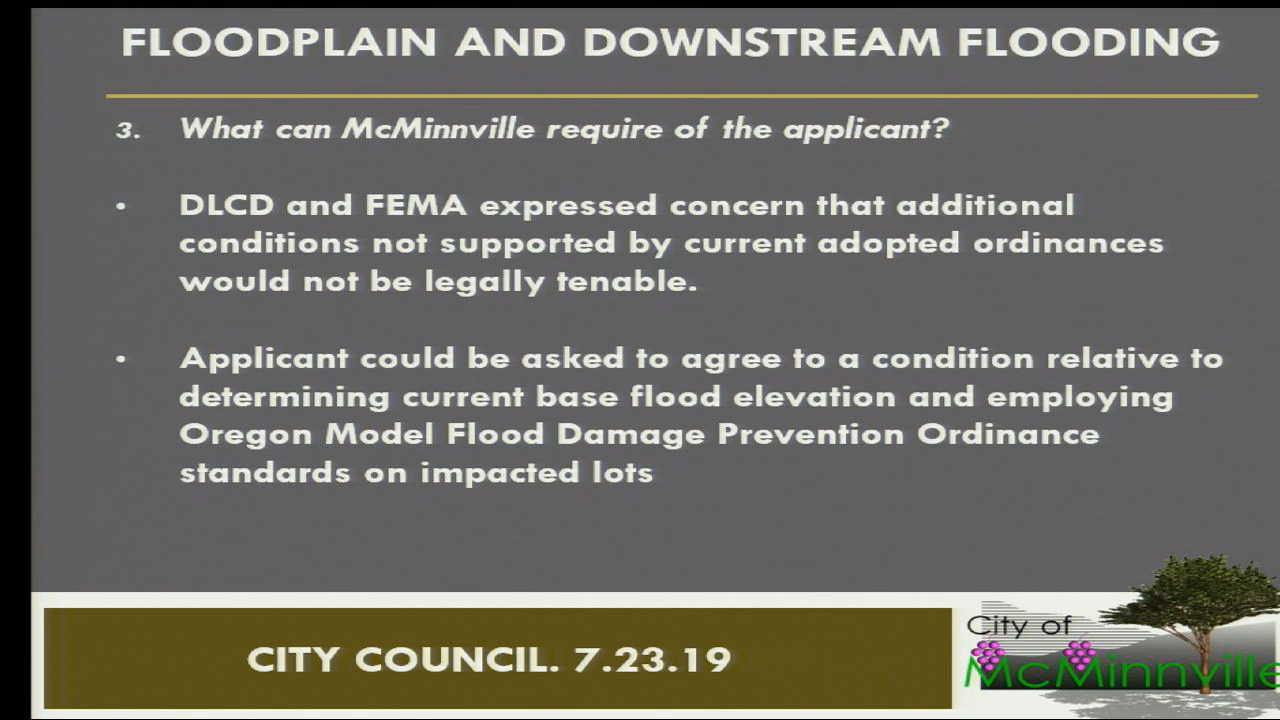 FLOODPLAIN AND DOWNSTREAM FLOODING
3. What can McMinnville require of the applicant?
• DLCD and FEMA expressed concern that additional
conditions not supported by current adopted ordinances
would not be legally tenable.
• Applicant could be asked to agree to a condition relative to
determining current base flood elevation and employing
Oregon Model Flood Damage Prevention Ordinance
standards on impacted lots
CITY COUNCIL. 7.23.19
City of
McMinnville